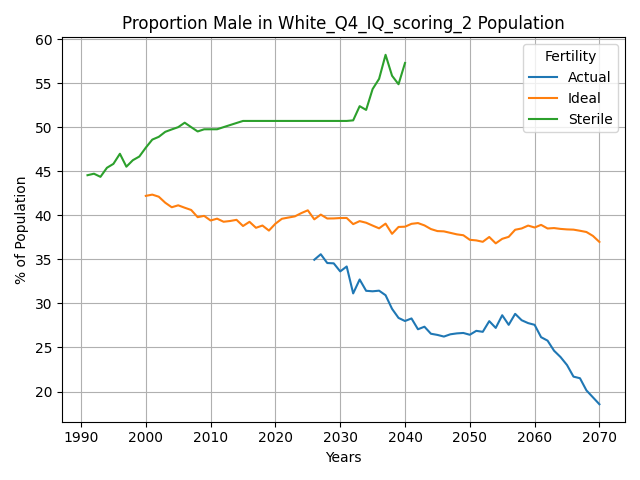 Proportion Male in White_Q4_IQ_scoring_2 Population
60
55
50
45
40
35
30
25
20
% of Population
Fertility
Actual
Ideal
Sterile
1990 2000 2010 2020 2030 2040 2050 2060 2070
Years